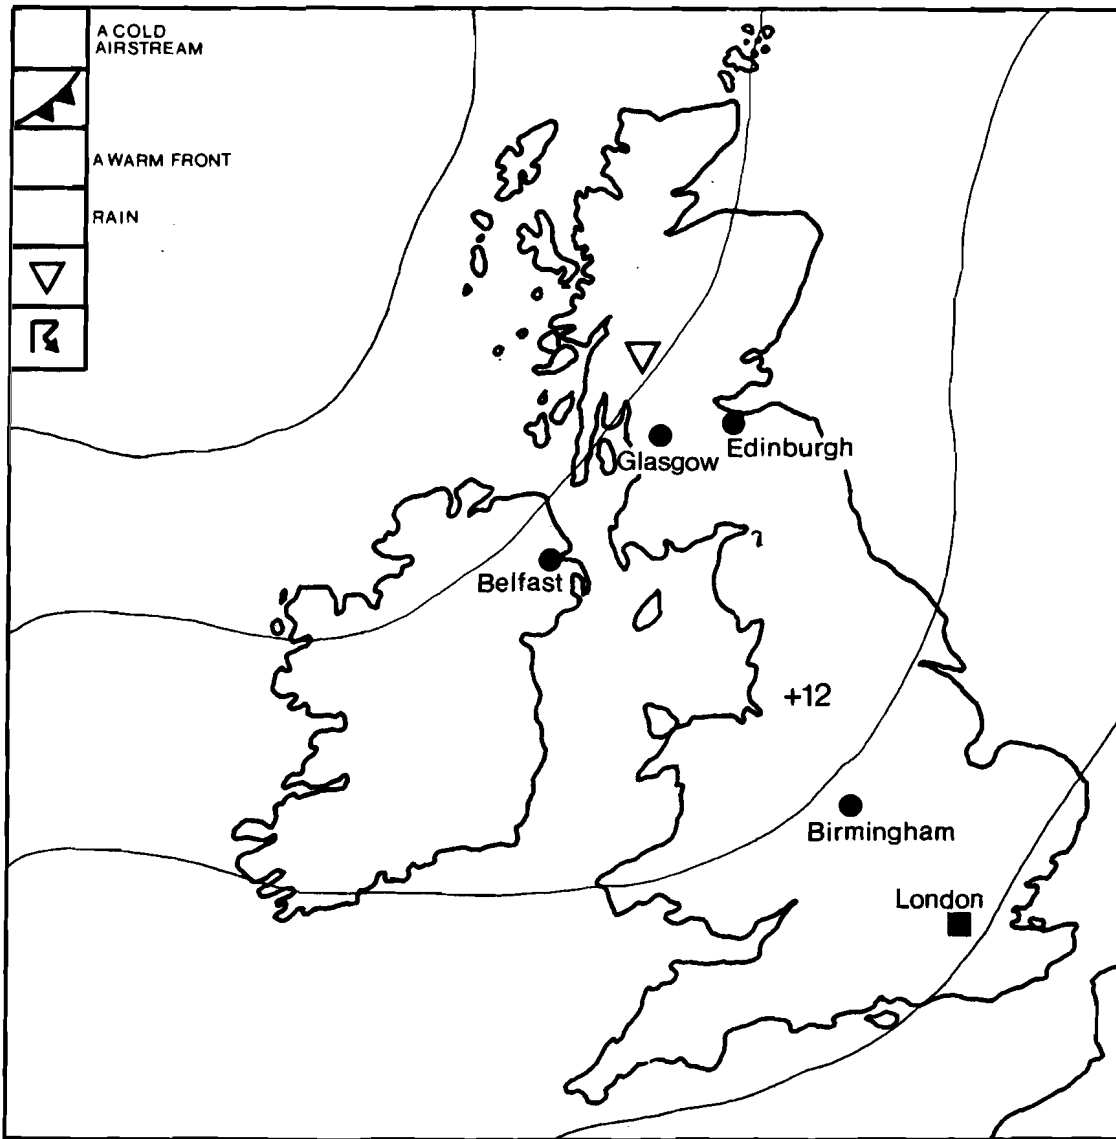 A COLD
AIRSTREAM
A WARM FRONT
RAIN
Glasgow
Edinburgh
Belfast
+12
Birmingham
London